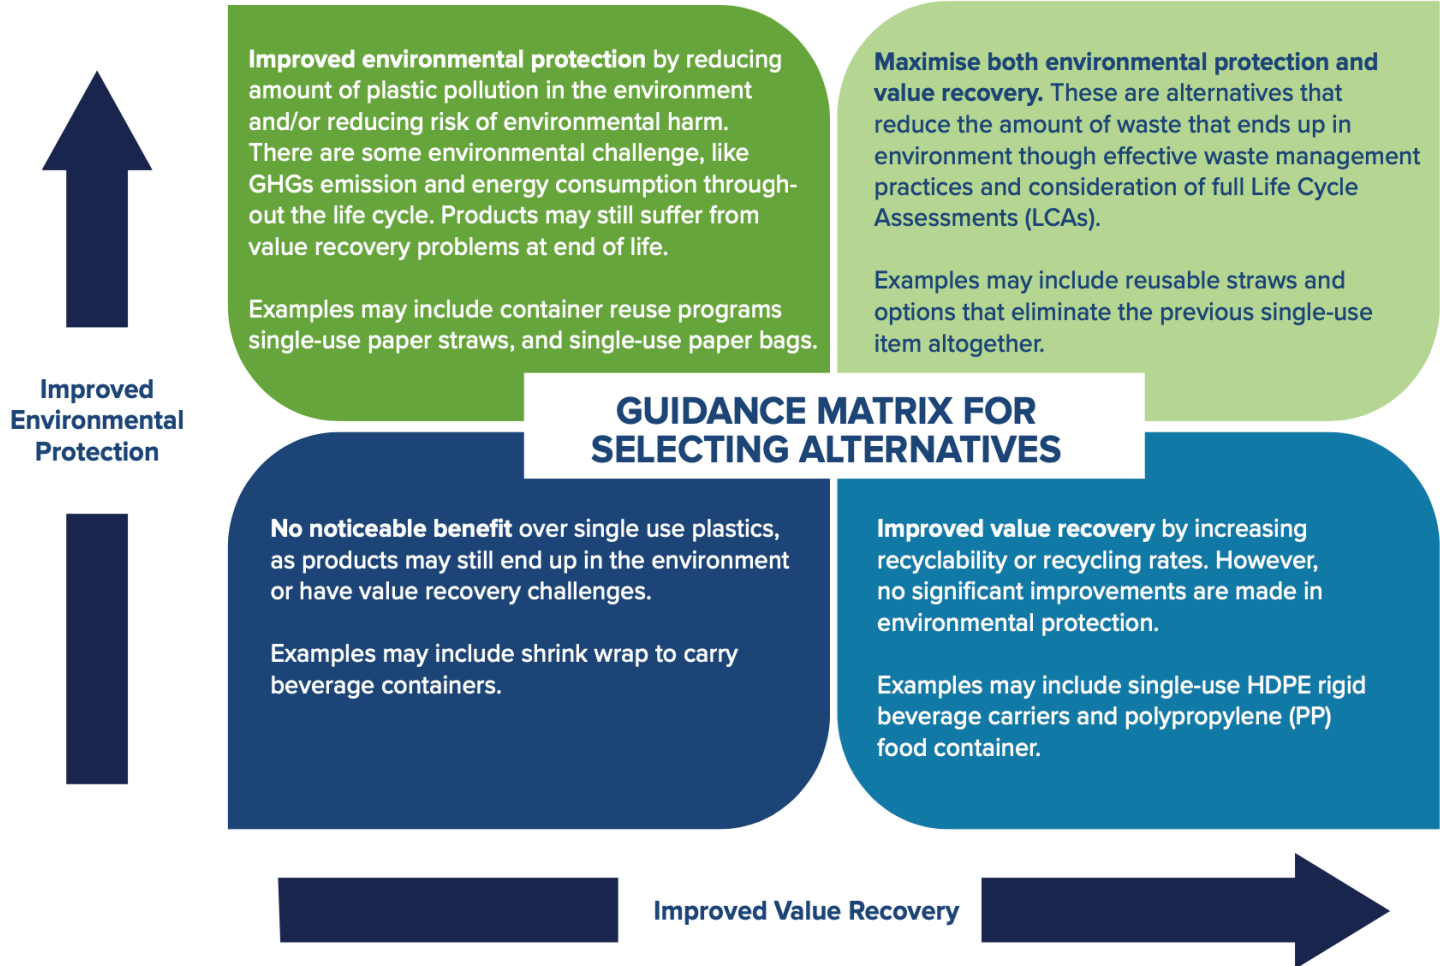 Improved environmental protection by reducing
amount of plastic pollution in the environment
and/or reducing risk of environmental harm.
There are some environmental challenge, like
GHGs emission and energy consumption through-
out the life cycle. Products may still suffer from
value recovery problems at end of life.
Examples may include container reuse programs
single-use paper straws, and single-use paper bags.
Maximise both environmental protection and
value recovery. These are alternatives that
reduce the amount of waste that ends up in
environment though effective waste management
practices and consideration of full Life Cycle
Assessments (LCAs).
Examples may include reusable straws and
options that eliminate the previous single-use
item altogether.
Improved
Environmental
Protection
GUIDANCE MATRIX FOR
SELECTING ALTERNATIVES
No noticeable benefit over single use plastics,
as products may still end up in the environment
or have value recovery challenges.
Examples may include shrink wrap to carry
beverage containers.
Improved value recovery by increasing
recyclability or recycling rates. However,
no significant improvements are made in
environmental protection.
Examples may include single-use HDPE rigid
beverage carriers and polypropylene (PP)
food container.
Improved Value Recovery